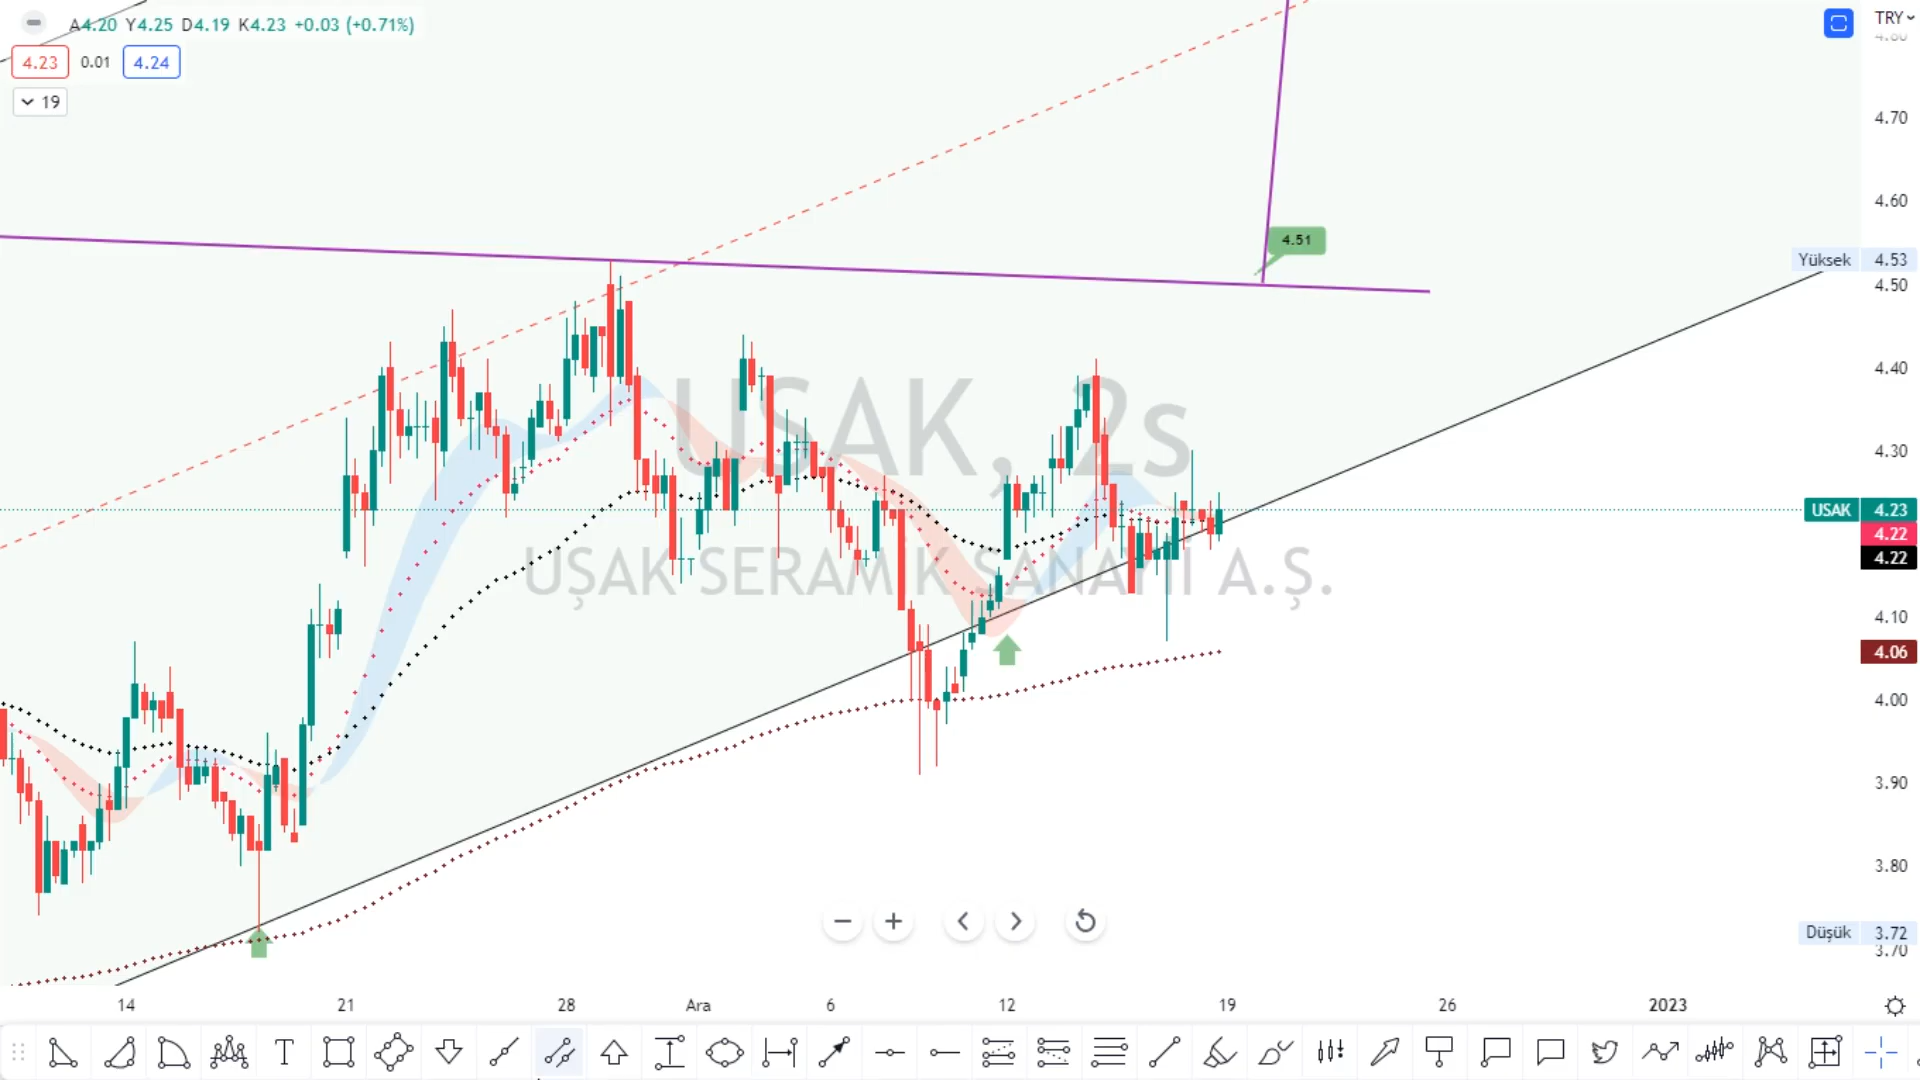 A4.20 Y4.25 D4.19 K4.23 +0.03 (+0.71%)
4.23 0.01 4.24
19
TRY
4.80
4.70
4.60
4.51
Yüksek 4.53
4.50
4.40
4.30
USAK, 2s
UŞAK SERAMİK SANAYİİ A.Ş.
USAK 4.23
4.22
4.22
4.10
4.06
4.00
3.90
3.80
Düşük 3.72
3.70
14 21 28 Ara 6 12 19 26 2023
T